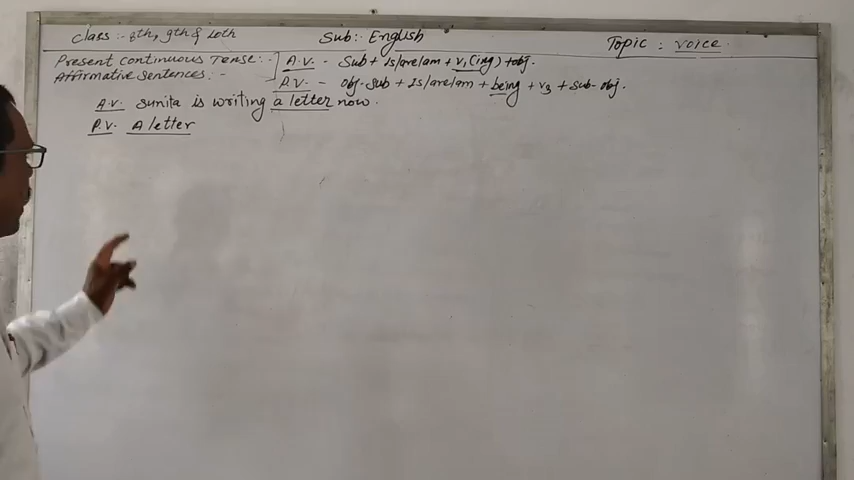 Class :- 8th, 9th & 10th Sub:- English Topic : Voice.
Present Continuous Tense :- A.V. - Sub + Is/are/am + V1(ing) + obj.
Affirmative Sentences :- P.V. - Obj-Sub + Is/are/am + being + V3 + Sub-obj.
A.V. Sunita is writing a letter now.
P.V. A letter